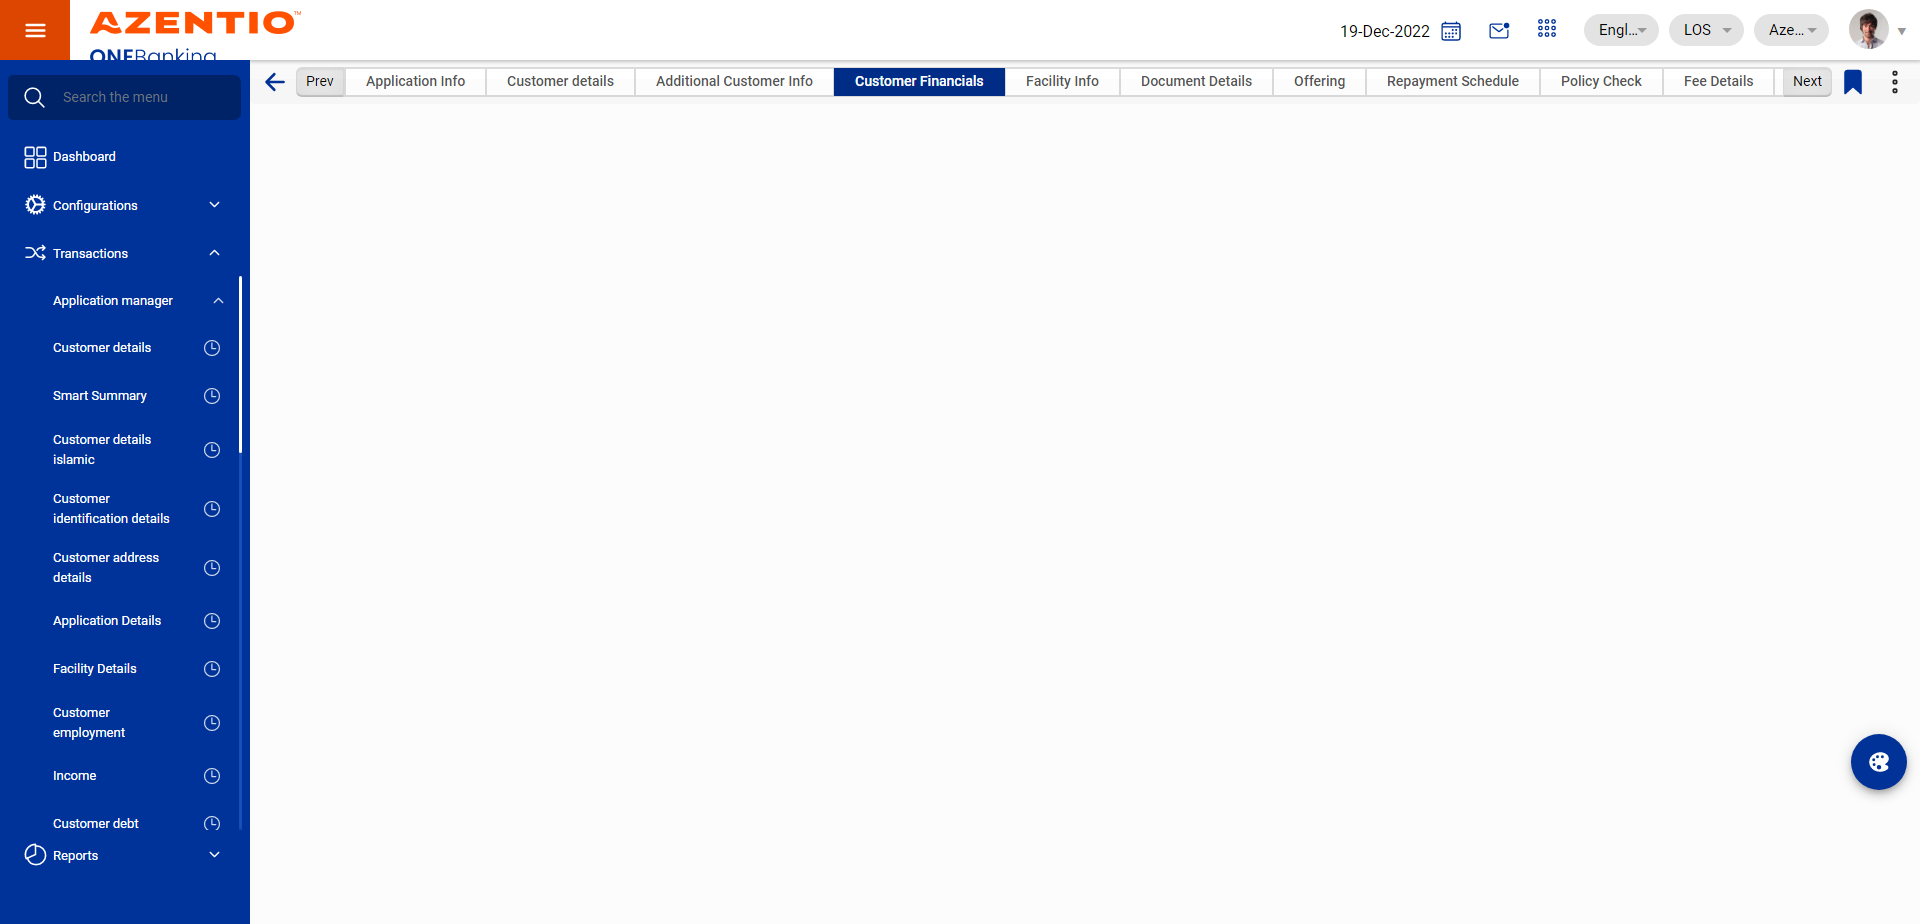 AZENTIO™
ONEBanking
19-Dec-2022
Engl...
LOS
Aze...
Search the menu
Prev
Application Info
Customer details
Additional Customer Info
Customer Financials
Facility Info
Document Details
Offering
Repayment Schedule
Policy Check
Fee Details
Next
Dashboard
Configurations
Transactions
Application manager
Customer details
Smart Summary
Customer details
islamic
Customer
identification details
Customer address
details
Application Details
Facility Details
Customer
employment
Income
Customer debt
Reports